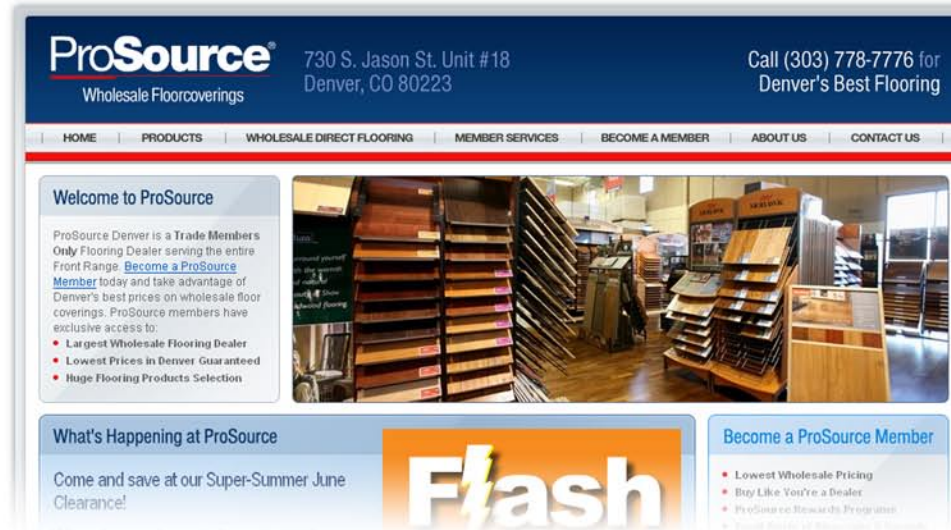 ProSource®
Wholesale Floorcoverings
730 S. Jason St. Unit #18
Denver, CO 80223
Call (303) 778-7776 for
Denver's Best Flooring
HOME | PRODUCTS | WHOLESALE DIRECT FLOORING | MEMBER SERVICES | BECOME A MEMBER | ABOUT US | CONTACT US
Welcome to ProSource
ProSource Denver is a Trade Members
Only Flooring Dealer serving the entire
Front Range. Become a ProSource
Member today and take advantage of
Denver's best prices on wholesale floor
coverings. ProSource members have
exclusive access to:
• Largest Wholesale Flooring Dealer
• Lowest Prices in Denver Guaranteed
• Huge Flooring Products Selection
MOHAWK
What's Happening at ProSource
Come and save at our Super-Summer June
Clearance!
Flash
Become a ProSource Member
• Lowest Wholesale Pricing
• Buy Like You're a Dealer
• ProSource Rewards Programs